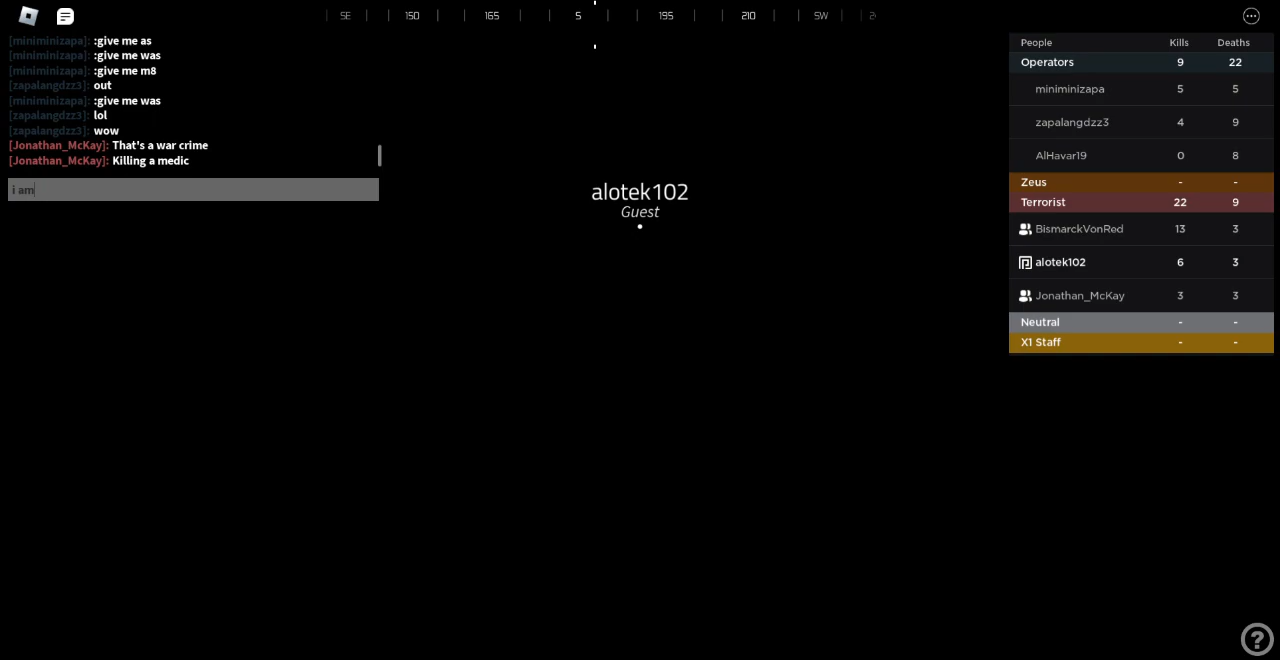 SE 150 165 S 195 210 SW
[miniminizapa]: :give me as
[miniminizapa]: :give me was
[miniminizapa]: :give me m8
[zapalangdzz3]: out
[miniminizapa]: :give me was
[zapalangdzz3]: lol
[zapalangdzz3]: wow
[Jonathan_McKay]: That's a war crime
[Jonathan_McKay]: Killing a medic
i am
alotek102
Guest
People Kills Deaths
Operators 9 22
miniminizapa 5 5
zapalangdzz3 4 9
AlHavar19 0 8
Zeus - -
Terrorist 22 9
BismarckVonRed 13 3
alotek102 6 3
Jonathan_McKay 3 3
Neutral - -
X1 Staff - -
?